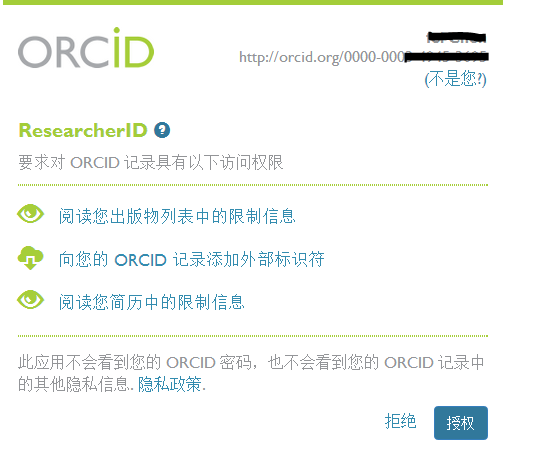 ORCID
http://orcid.org/0000-000
(不是您?)
ResearcherID ?
要求对 ORCID 记录具有以下访问权限
阅读您出版物列表中的限制信息
向您的 ORCID 记录添加外部标识符
阅读您简历中的限制信息
此应用不会看到您的 ORCID 密码，也不会看到您的 ORCID 记录中
的其他隐私信息. 隐私政策.
拒绝 授权